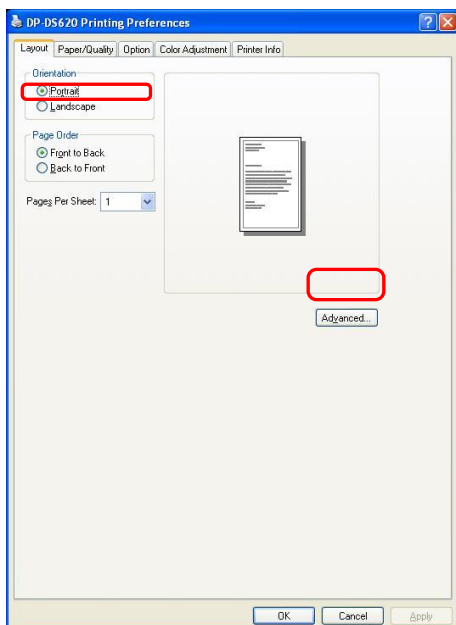 DP-DS620 Printing Preferences
Layout Paper/Quality Option Color Adjustment Printer Info
Orientation
Portrait
Landscape
Page Order
Front to Back
Back to Front
Pages Per Sheet: 1
Advanced...
OK Cancel Apply